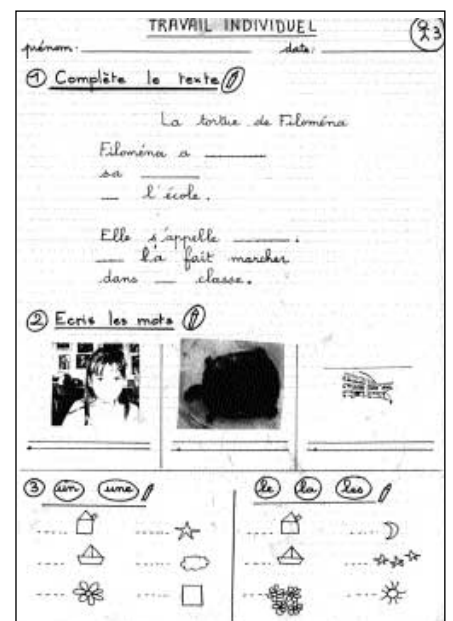 TRAVAIL INDIVIDUEL
23
prénom: date:
1 Complète le texte
La tortue de Filoména
Filoména a
sa
l'école.
Elle s'appelle .
la fait marcher
dans classe.
2 Ecris les mots
3 un une
le la les